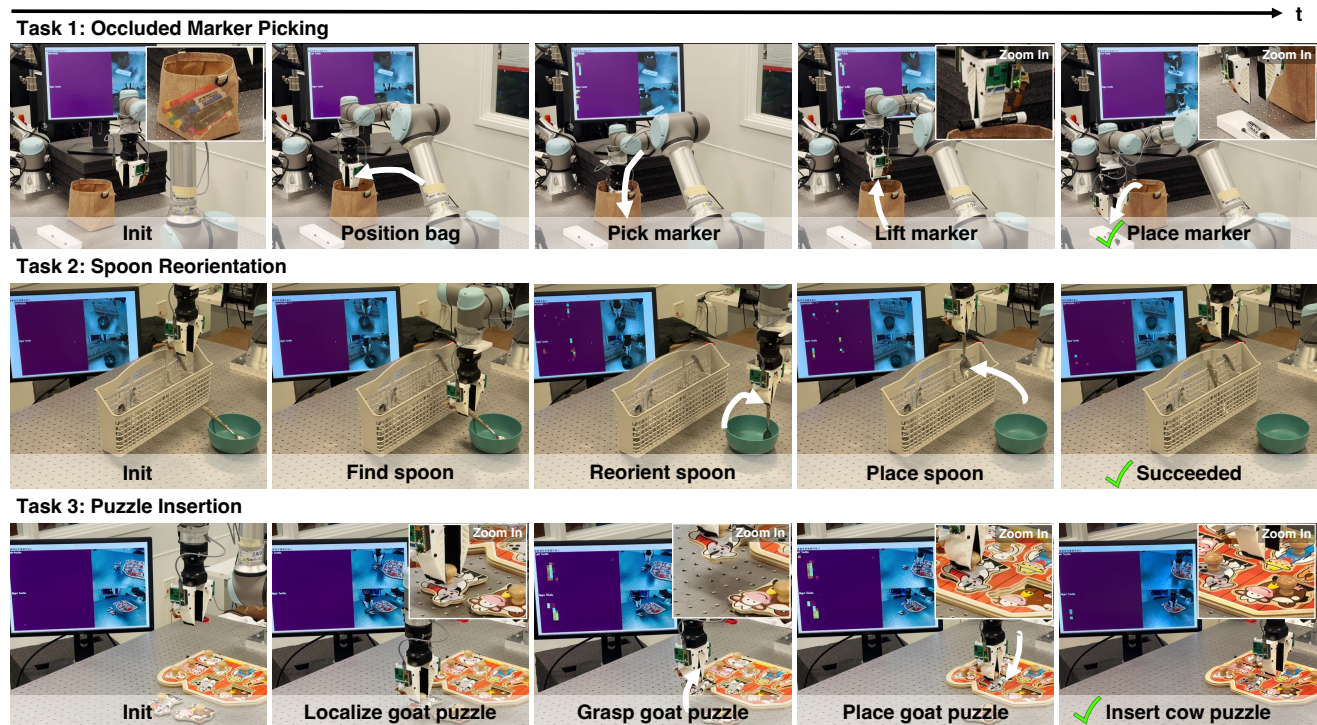 t
Task 1: Occluded Marker Picking
Zoom In
Zoom In
Init
Position bag
Pick marker
Lift marker
Place marker
Task 2: Spoon Reorientation
Init
Find spoon
Reorient spoon
Place spoon
Succeeded
Task 3: Puzzle Insertion
Zoom In
Zoom In
Zoom In
Zoom In
Init
Localize goat puzzle
Grasp goat puzzle
Place goat puzzle
Insert cow puzzle